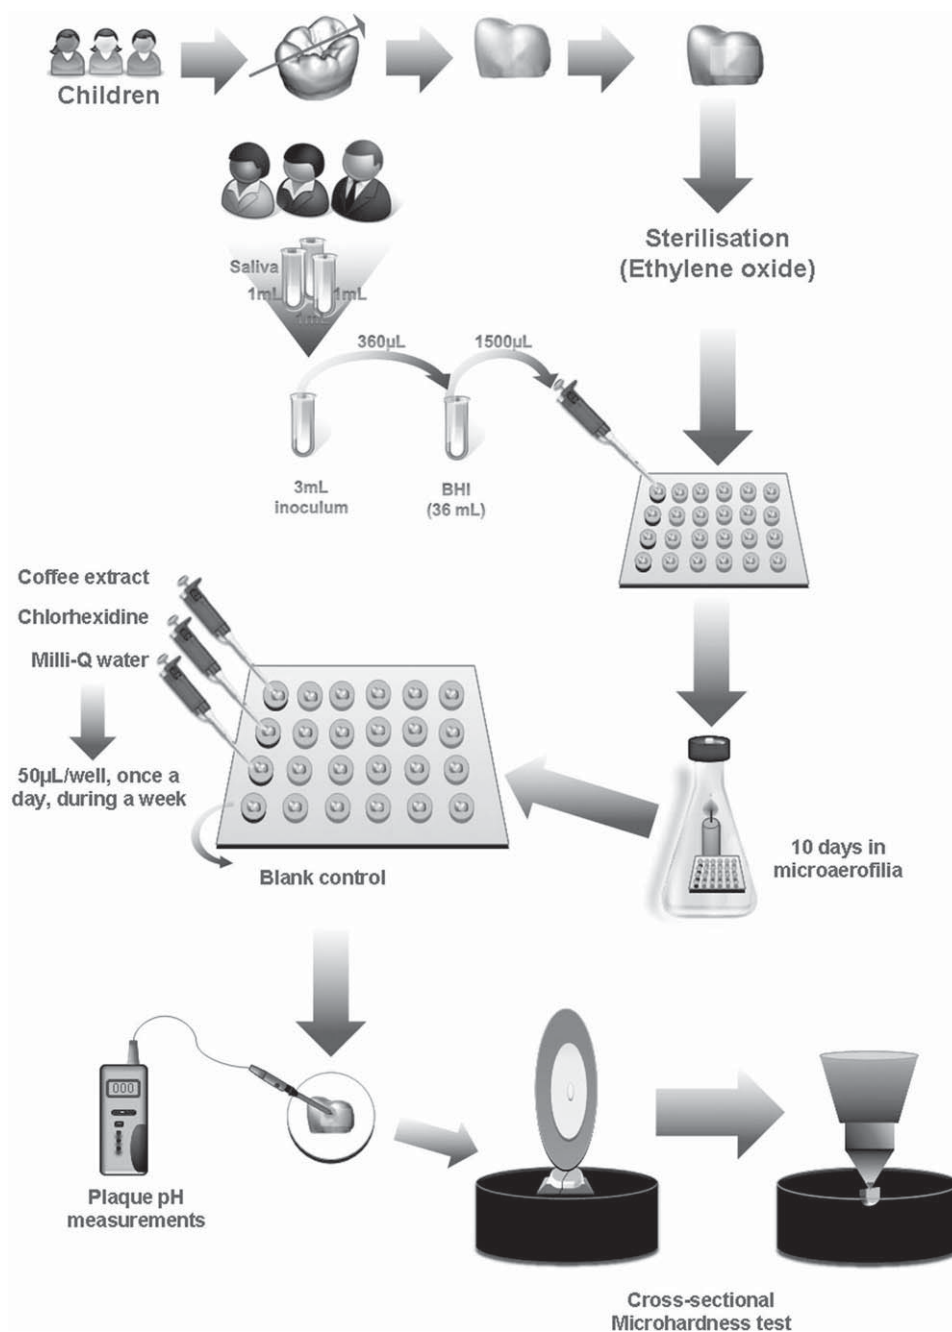 Children
Sterilisation
(Ethylene oxide)
Saliva
1mL
1mL
1mL
360µL
1500µL
3mL
inoculum
BHI
(36 mL)
Coffee extract
Chlorhexidine
Milli-Q water
50µL/well, once a
day, during a week
Blank control
10 days in
microaerofilia
000
Plaque pH
measurements
Cross-sectional
Microhardness test